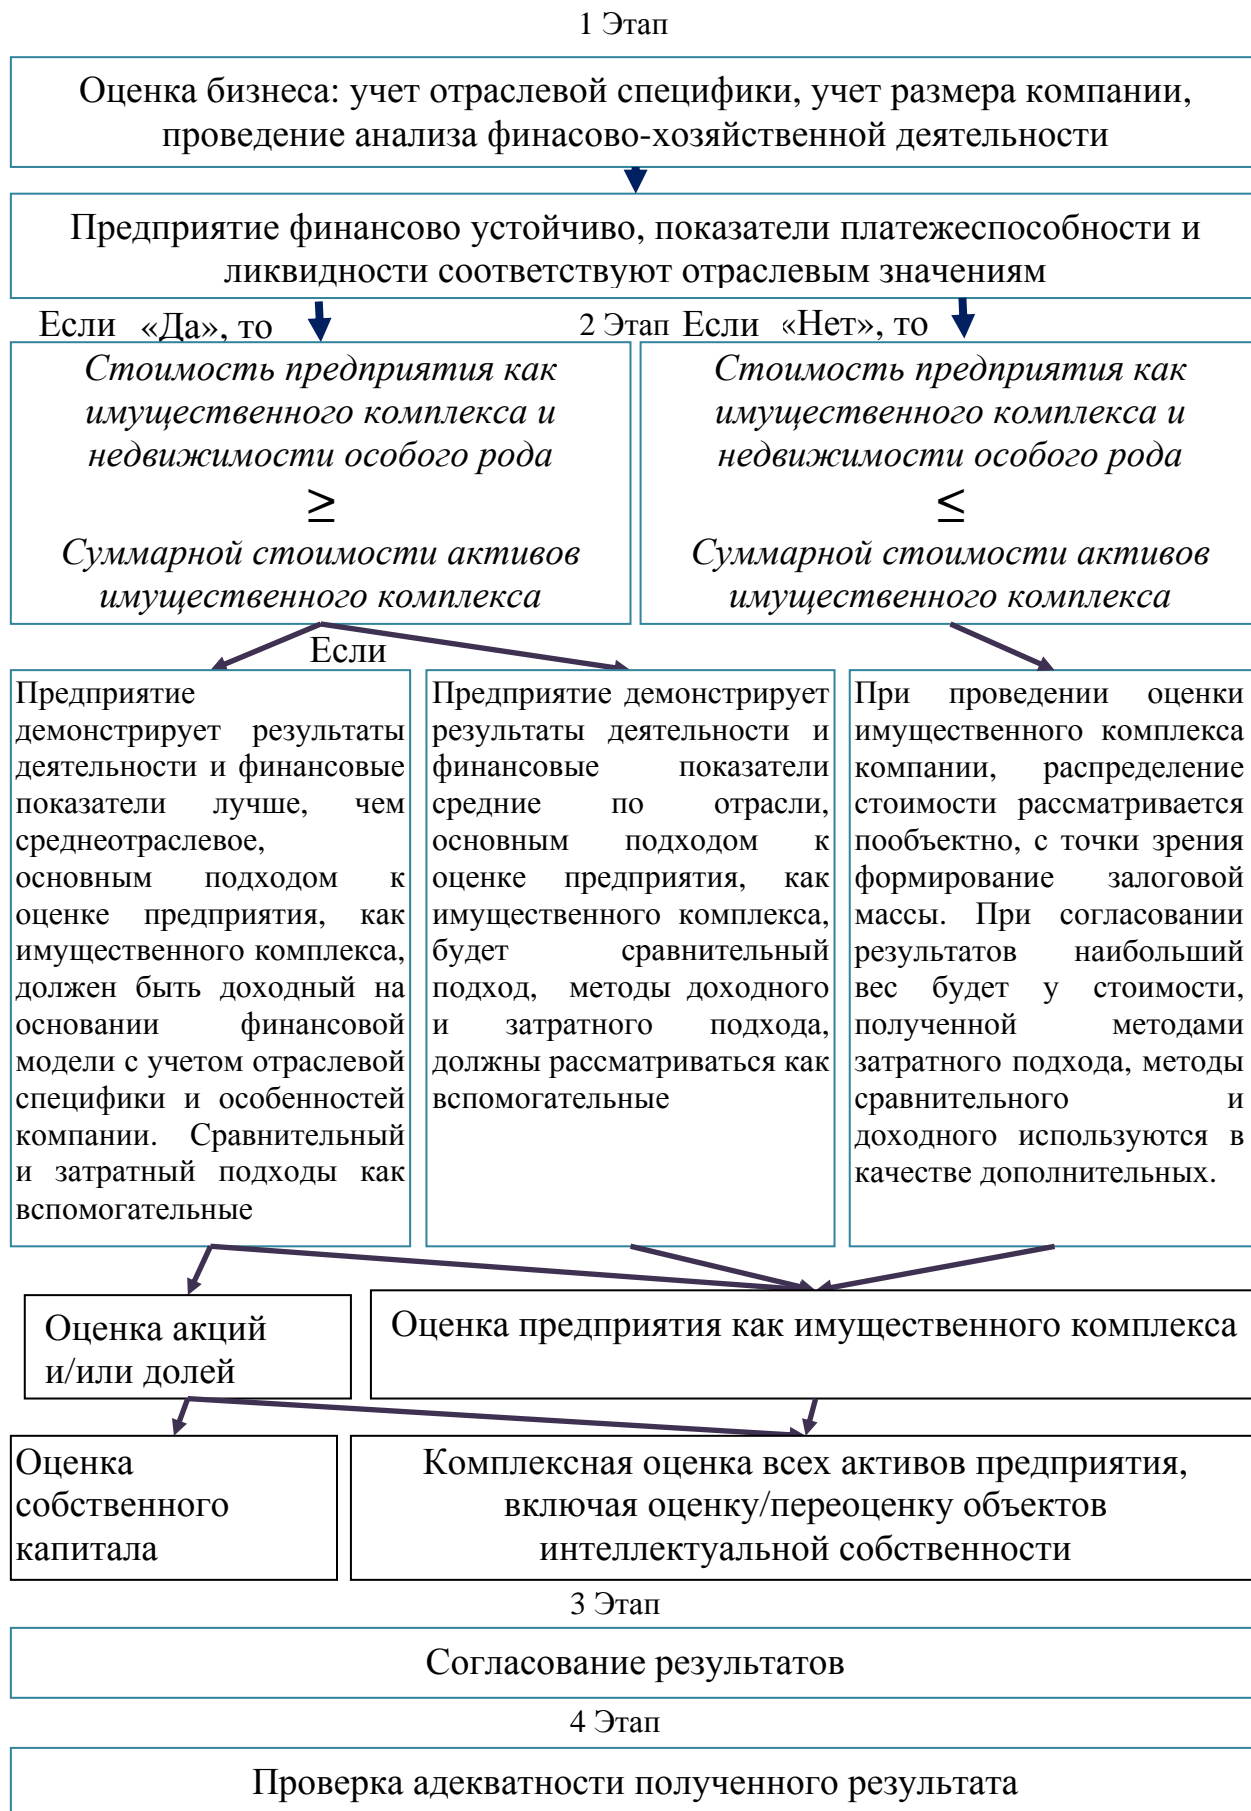 1 Этап
Оценка бизнеса: учет отраслевой специфики, учет размера компании,
проведение анализа финасово-хозяйственной деятельности
Предприятие финансово устойчиво, показатели платежеспособности и
ликвидности соответствуют отраслевым значениям
Если «Да», то
2 Этап
Если «Нет», то
Стоимость предприятия как
имущественного комплекса и
недвижимости особого рода
≥
Суммарной стоимости активов
имущественного комплекса
Стоимость предприятия как
имущественного комплекса и
недвижимости особого рода
≤
Суммарной стоимости активов
имущественного комплекса
Если
Предприятие
демонстрирует результаты
деятельности и финансовые
показатели лучше, чем
среднеотраслевое,
основным подходом к
оценке предприятия, как
имущественного комплекса,
должен быть доходный на
основании финансовой
модели с учетом отраслевой
специфики и особенностей
компании. Сравнительный
и затратный подходы как
вспомогательные
Предприятие демонстрирует
результаты деятельности и
финансовые показатели
средние по отрасли,
основным подходом к
оценке предприятия, как
имущественного комплекса,
будет сравнительный
подход, методы доходного
и затратного подхода,
должны рассматриваться как
вспомогательные
При проведении оценки
имущественного комплекса
компании, распределение
стоимости рассматривается
пообъектно, с точки зрения
формирование залоговой
массы. При согласовании
результатов наибольший
вес будет у стоимости,
полученной методами
затратного подхода, методы
сравнительного и
доходного используются в
качестве дополнительных.
Оценка акций
и/или долей
Оценка предприятия как имущественного комплекса
Оценка
собственного
капитала
Комплексная оценка всех активов предприятия,
включая оценку/переоценку объектов
интеллектуальной собственности
3 Этап
Согласование результатов
4 Этап
Проверка адекватности полученного результата